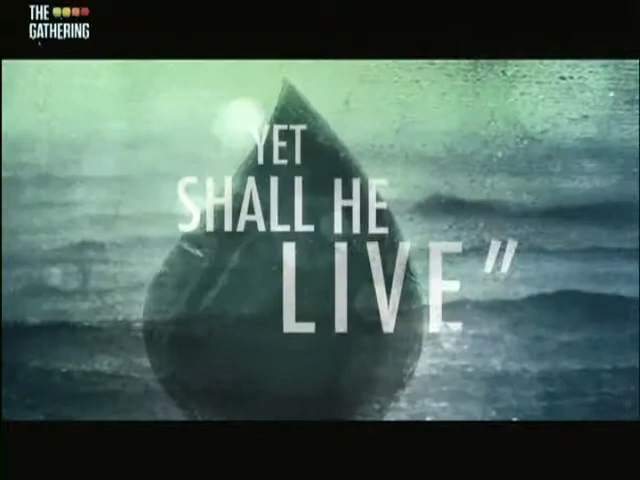 THE
GATHERING
YET
SHALL HE
LIVE”